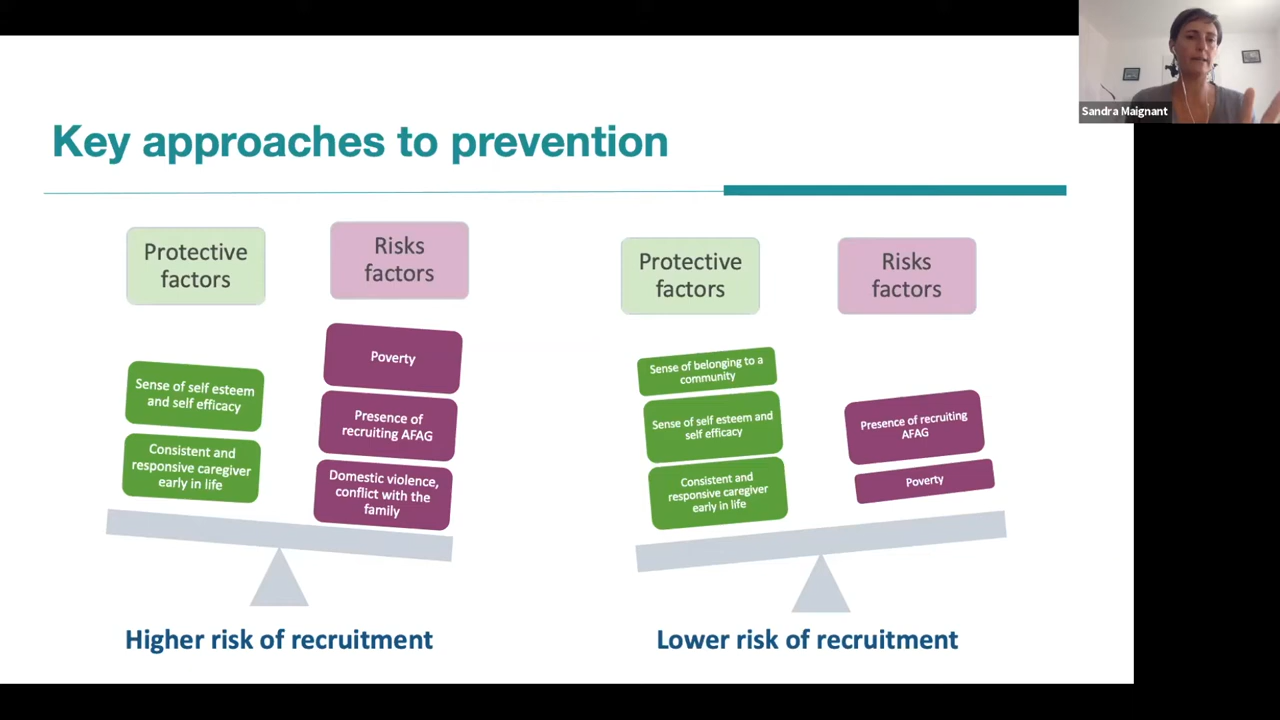 Sandra Maignant
Key approaches to prevention
Protective
factors
Risks
factors
Sense of self esteem
and self efficacy
Consistent and
responsive caregiver
early in life
Poverty
Presence of
recruiting AFAG
Domestic violence,
conflict with the
family
Higher risk of recruitment
Protective
factors
Risks
factors
Sense of belonging to a
community
Sense of self esteem and
self efficacy
Consistent and
responsive caregiver
early in life
Presence of recruiting
AFAG
Poverty
Lower risk of recruitment